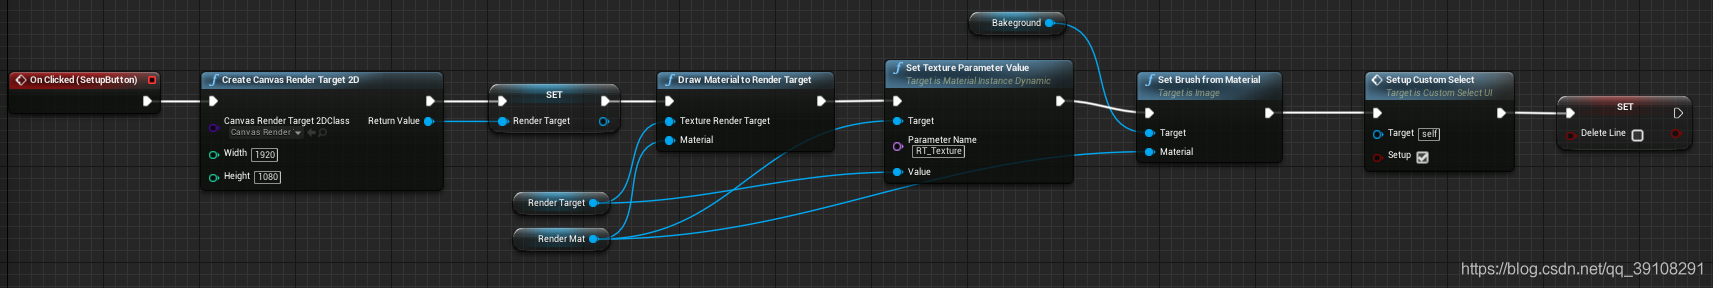 Bakeground
On Clicked (SetupButton)
Create Canvas Render Target 2D
Canvas Render Target 2DClass
Canvas Render
Return Value
Width 1920
Height 1080
SET
Render Target
Draw Material to Render Target
Texture Render Target
Material
Render Target
Render Mat
Set Texture Parameter Value
Target is Material Instance Dynamic
Target
Parameter Name
RT_Texture
Value
Set Brush from Material
Target is Image
Target
Material
Setup Custom Select
Target is Custom Select UI
Target self
Setup
SET
Delete Line
https://blog.csdn.net/qq_39108291